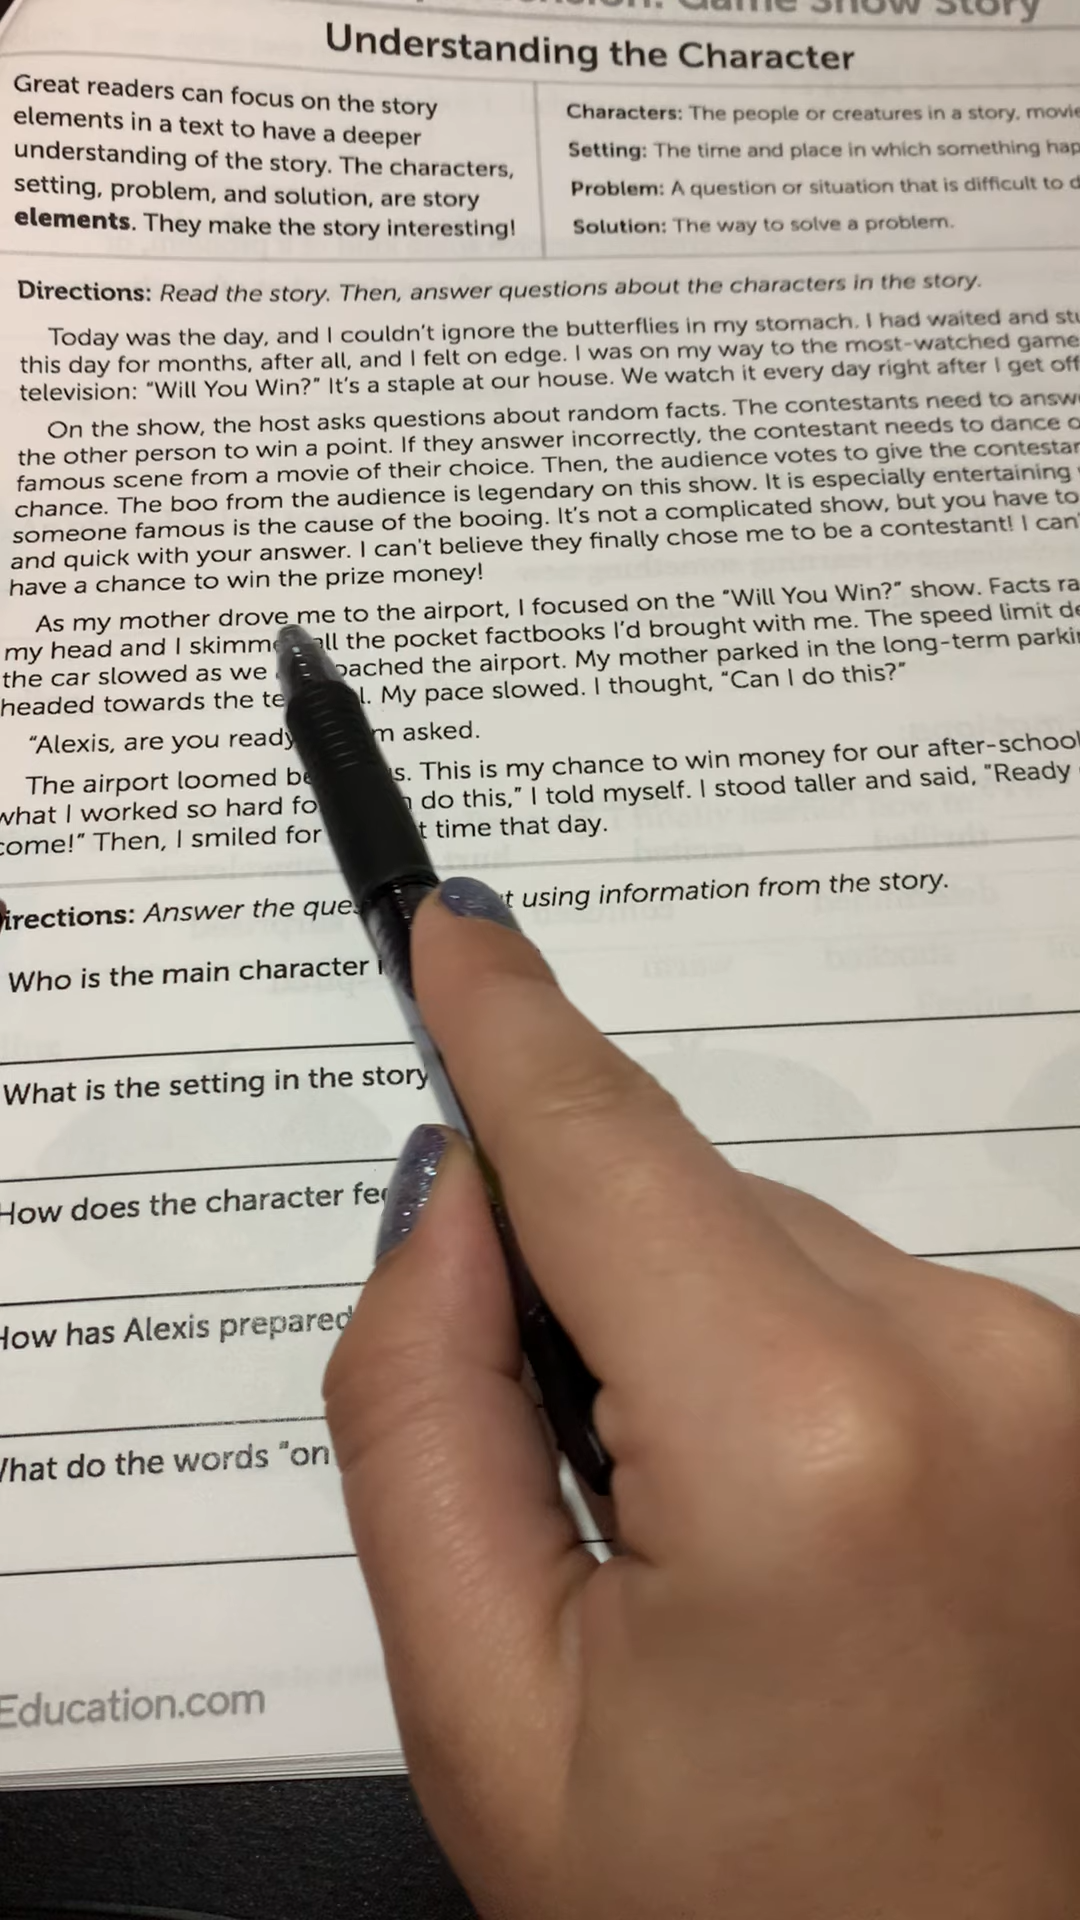 Game Show Story
Understanding the Character
Great readers can focus on the story
elements in a text to have a deeper
understanding of the story. The characters,
setting, problem, and solution, are story
elements. They make the story interesting!
Characters: The people or creatures in a story, movie
Setting: The time and place in which something hap
Problem: A question or situation that is difficult to d
Solution: The way to solve a problem.
Directions: Read the story. Then, answer questions about the characters in the story.
Today was the day, and I couldn't ignore the butterflies in my stomach. I had waited and stu
this day for months, after all, and I felt on edge. I was on my way to the most-watched game
television: "Will You Win?" It's a staple at our house. We watch it every day right after I get off
On the show, the host asks questions about random facts. The contestants need to answ
the other person to win a point. If they answer incorrectly, the contestant needs to dance o
famous scene from a movie of their choice. Then, the audience votes to give the contestan
chance. The boo from the audience is legendary on this show. It is especially entertaining
someone famous is the cause of the booing. It's not a complicated show, but you have to
and quick with your answer. I can't believe they finally chose me to be a contestant! I can'
have a chance to win the prize money!
As my mother drove me to the airport, I focused on the "Will You Win?" show. Facts ra
my head and I skimme all the pocket factbooks I'd brought with me. The speed limit de
the car slowed as we oached the airport. My mother parked in the long-term parkin
headed towards the te l. My pace slowed. I thought, "Can I do this?"
"Alexis, are you ready m asked.
The airport loomed be s. This is my chance to win money for our after-school
what I worked so hard fo do this," I told myself. I stood taller and said, "Ready
come!" Then, I smiled for t time that day.
irections: Answer the ques t using information from the story.
Who is the main character i
What is the setting in the story
How does the character fee
How has Alexis prepared
What do the words "on
Education.com